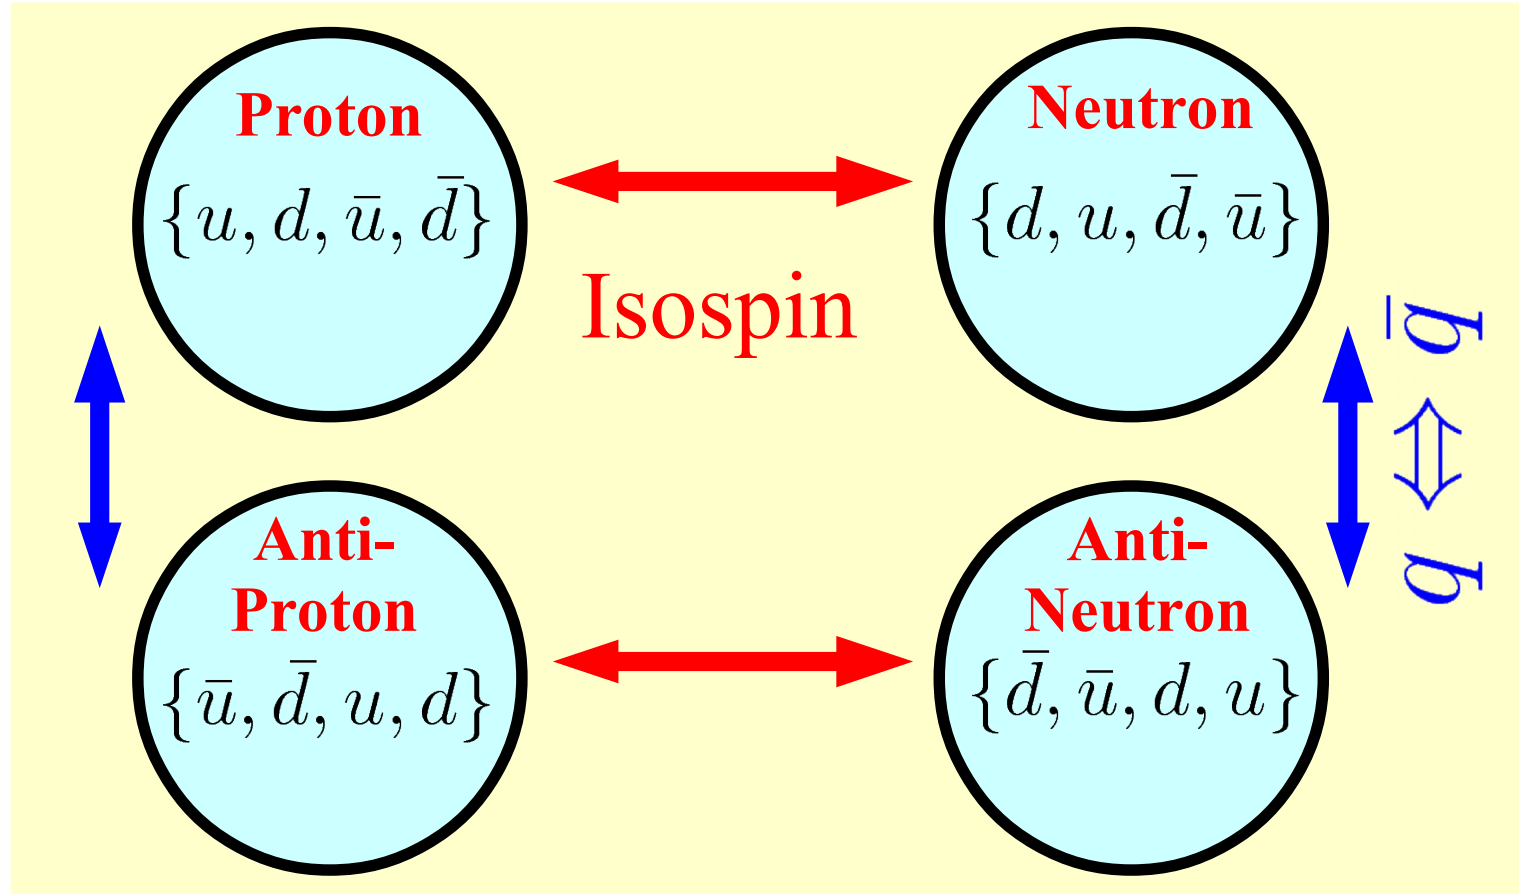 Proton
{u, d, ū, d̄}
Neutron
{d, u, d̄, ū}
Isospin
q ⇔ q̄
Anti-
Proton
{ū, d̄, u, d}
Anti-
Neutron
{d̄, ū, d, u}